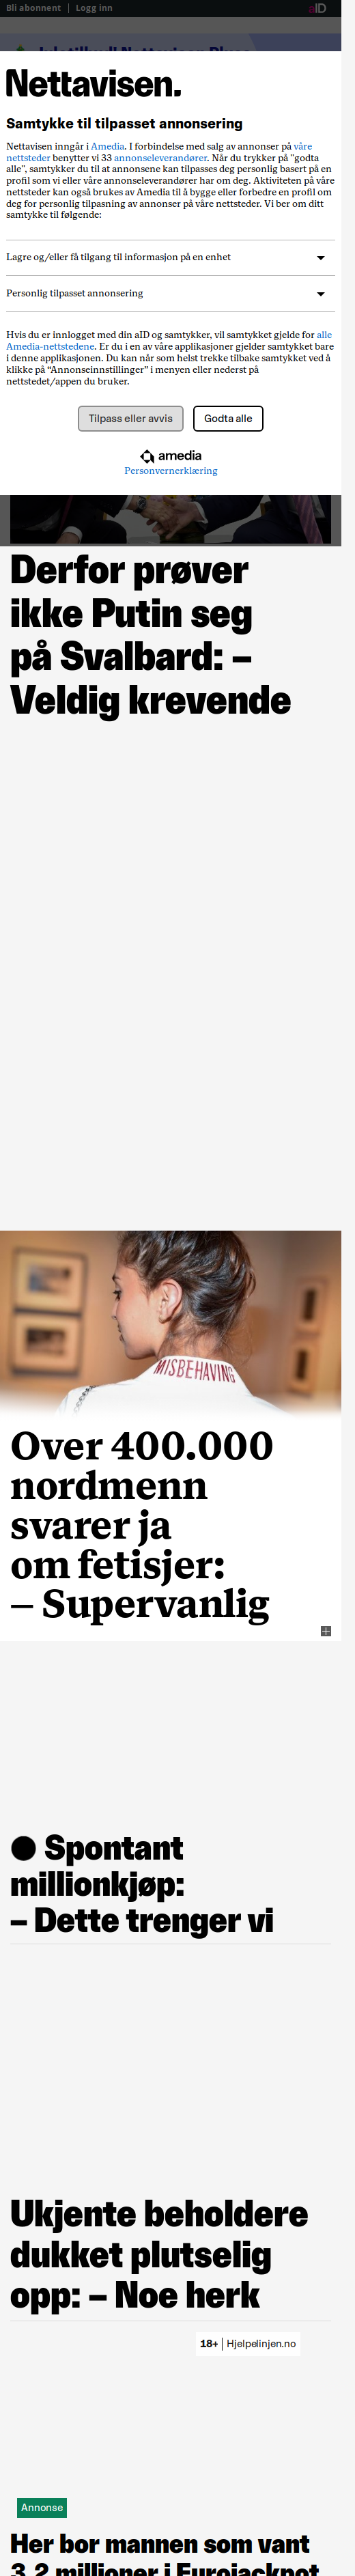 Bli abonnent | Logg inn
aID
Nettavisen.
Samtykke til tilpasset annonsering
Nettavisen inngår i Amedia. I forbindelse med salg av annonser på våre
nettsteder benytter vi 33 annonseleverandører. Når du trykker på "godta
alle", samtykker du til at annonsene kan tilpasses deg personlig basert på en
profil som vi eller våre annonseleverandører har om deg. Aktiviteten på våre
nettsteder kan også brukes av Amedia til å bygge eller forbedre en profil om
deg for personlig tilpasning av annonser på våre nettsteder. Vi ber om ditt
samtykke til følgende:
Lagre og/eller få tilgang til informasjon på en enhet
Personlig tilpasset annonsering
Hvis du er innlogget med din aID og samtykker, vil samtykket gjelde for alle
Amedia-nettstedene. Er du i en av våre applikasjoner gjelder samtykket bare
i denne applikasjonen. Du kan når som helst trekke tilbake samtykket ved å
klikke på “Annonseinnstillinger” i menyen eller nederst på
nettstedet/appen du bruker.
Tilpass eller avvis
Godta alle
amedia
Personvernerklæring
Derfor prøver
ikke Putin seg
på Svalbard: –
Veldig krevende
MISBEHAVING
Over 400.000
nordmenn
svarer ja
om fetisjer:
– Supervanlig
Spontant
millionkjøp:
– Dette trenger vi
Ukjente beholdere
dukket plutselig
opp: – Noe herk
18+ | Hjelpelinjen.no
Annonse
Her bor mannen som vant
3,2 millioner i Eurojackpot